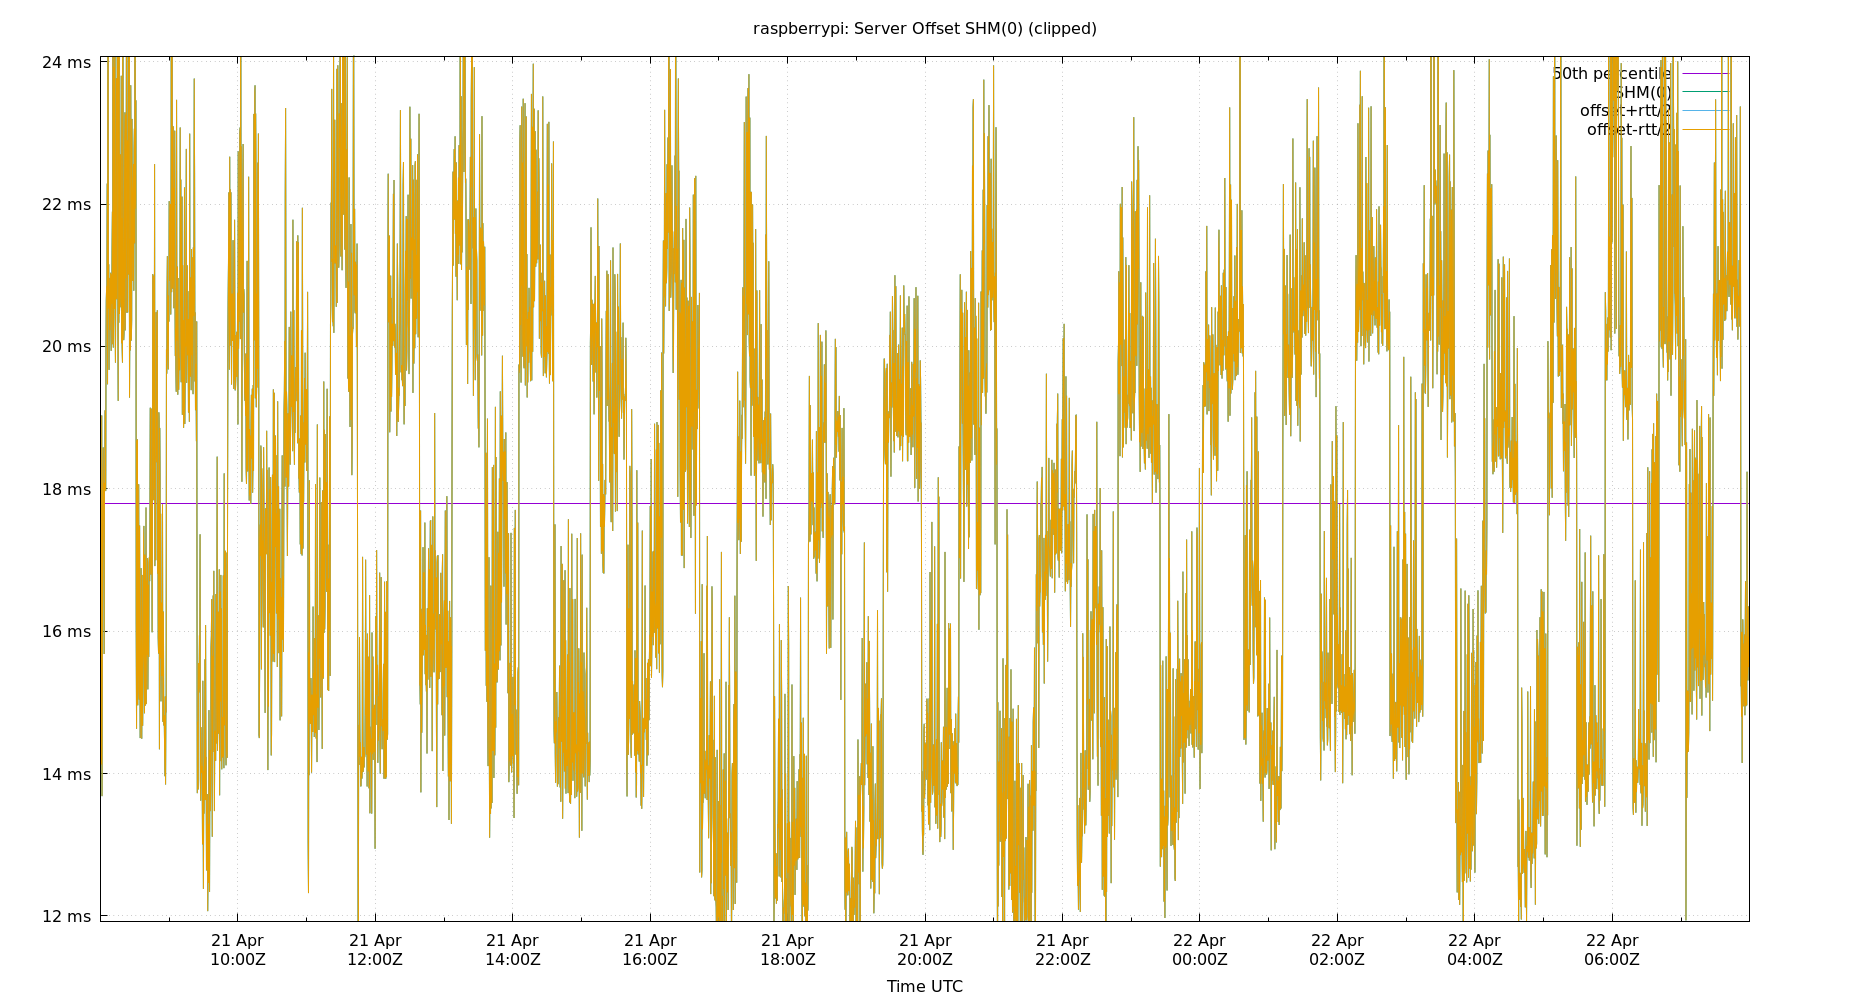 raspberrypi: Server Offset SHM(0) (clipped)
24 ms
22 ms
20 ms
18 ms
16 ms
14 ms
12 ms
50th percentile
SHM(0)
offset+rtt/2
offset-rtt/2
21 Apr 21 Apr 21 Apr 21 Apr 21 Apr 21 Apr 21 Apr 22 Apr 22 Apr 22 Apr 22 Apr
10:00Z 12:00Z 14:00Z 16:00Z 18:00Z 20:00Z 22:00Z 00:00Z 02:00Z 04:00Z 06:00Z
Time UTC